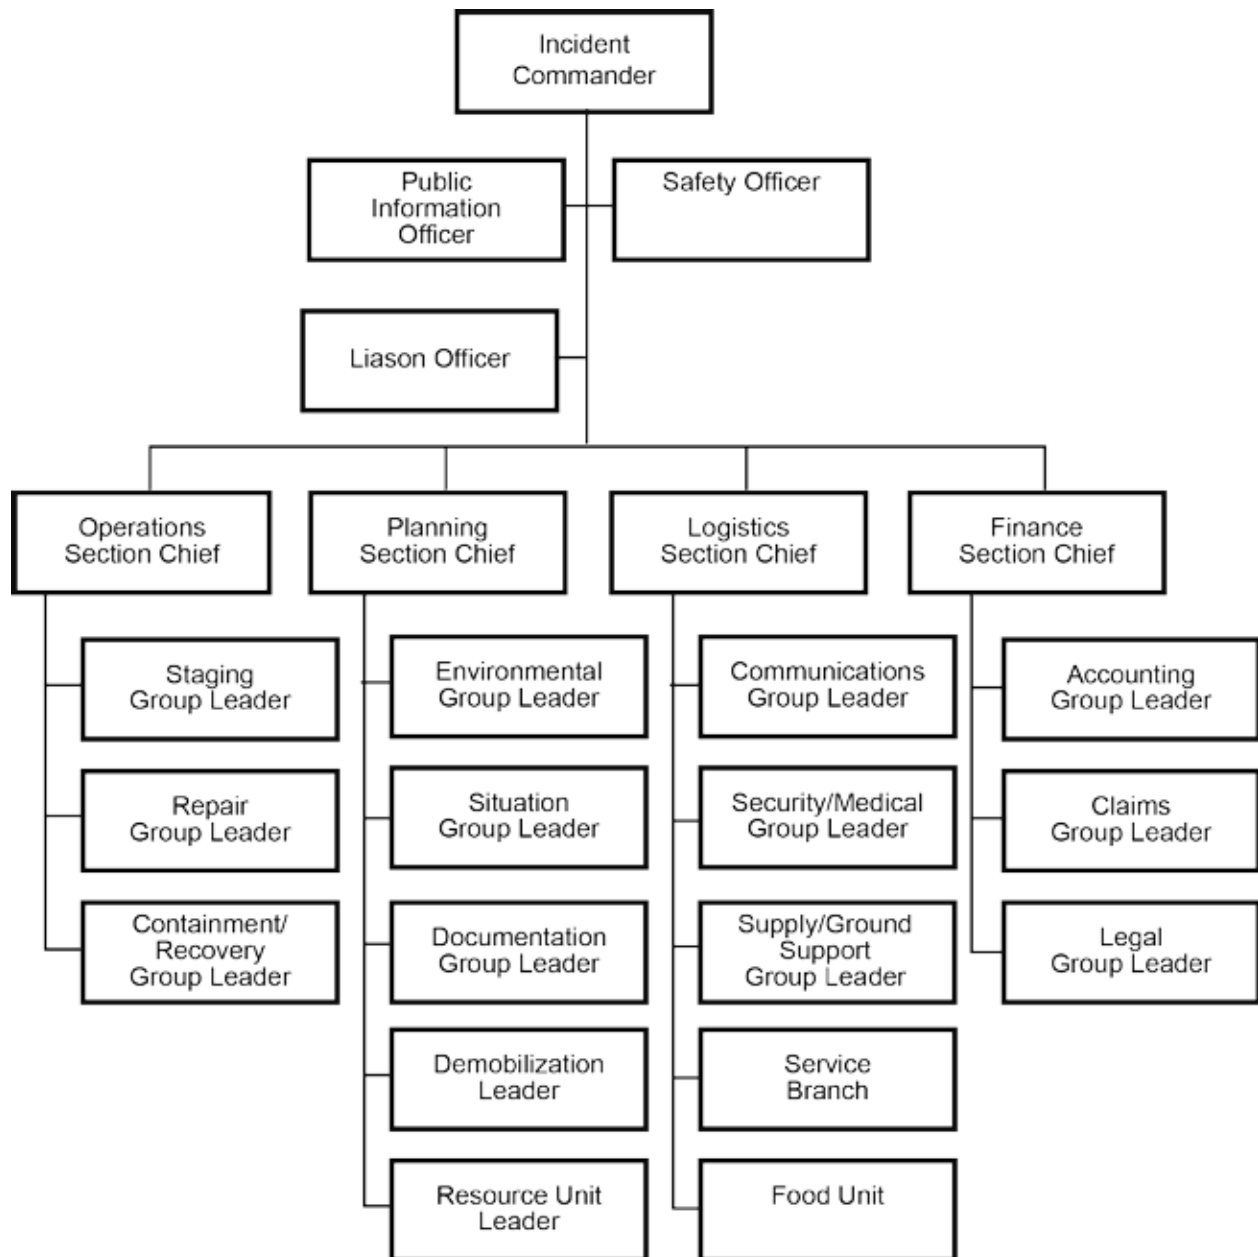 Incident
Commander
Public
Information
Officer
Safety Officer
Liason Officer
Operations
Section Chief
Planning
Section Chief
Logistics
Section Chief
Finance
Section Chief
Staging
Group Leader
Environmental
Group Leader
Communications
Group Leader
Accounting
Group Leader
Repair
Group Leader
Situation
Group Leader
Security/Medical
Group Leader
Claims
Group Leader
Containment/
Recovery
Group Leader
Documentation
Group Leader
Supply/Ground
Support
Group Leader
Legal
Group Leader
Demobilization
Leader
Service
Branch
Resource Unit
Leader
Food Unit